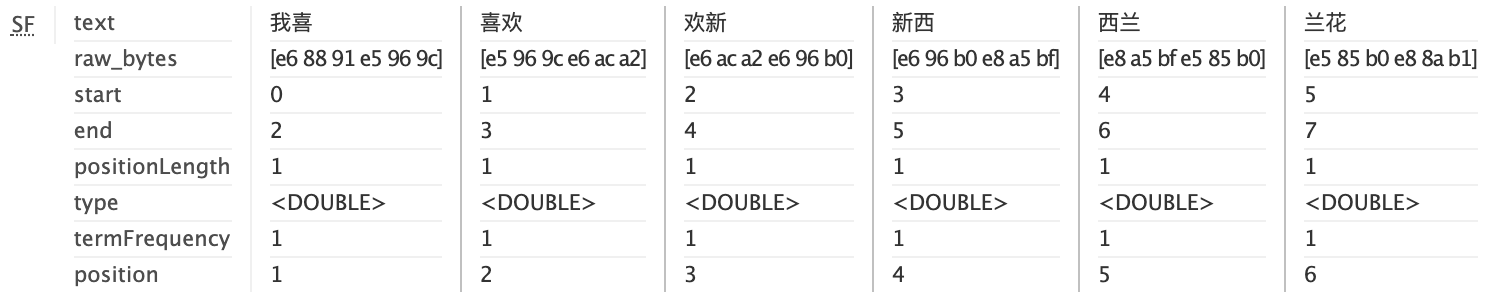 SF text 我喜 喜欢 欢新 新西 西兰 兰花
raw_bytes [e6 88 91 e5 96 9c] [e5 96 9c e6 ac a2] [e6 ac a2 e6 96 b0] [e6 96 b0 e8 a5 bf] [e8 a5 bf e5 85 b0] [e5 85 b0 e8 8a b1]
start 0 1 2 3 4 5
end 2 3 4 5 6 7
positionLength 1 1 1 1 1 1
type <DOUBLE> <DOUBLE> <DOUBLE> <DOUBLE> <DOUBLE> <DOUBLE>
termFrequency 1 1 1 1 1 1
position 1 2 3 4 5 6